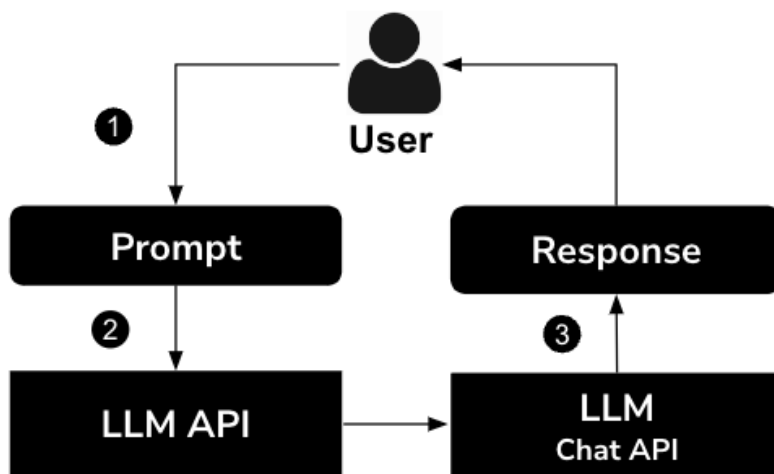 User
1
Prompt
Response
2
3
LLM API
LLM
Chat API